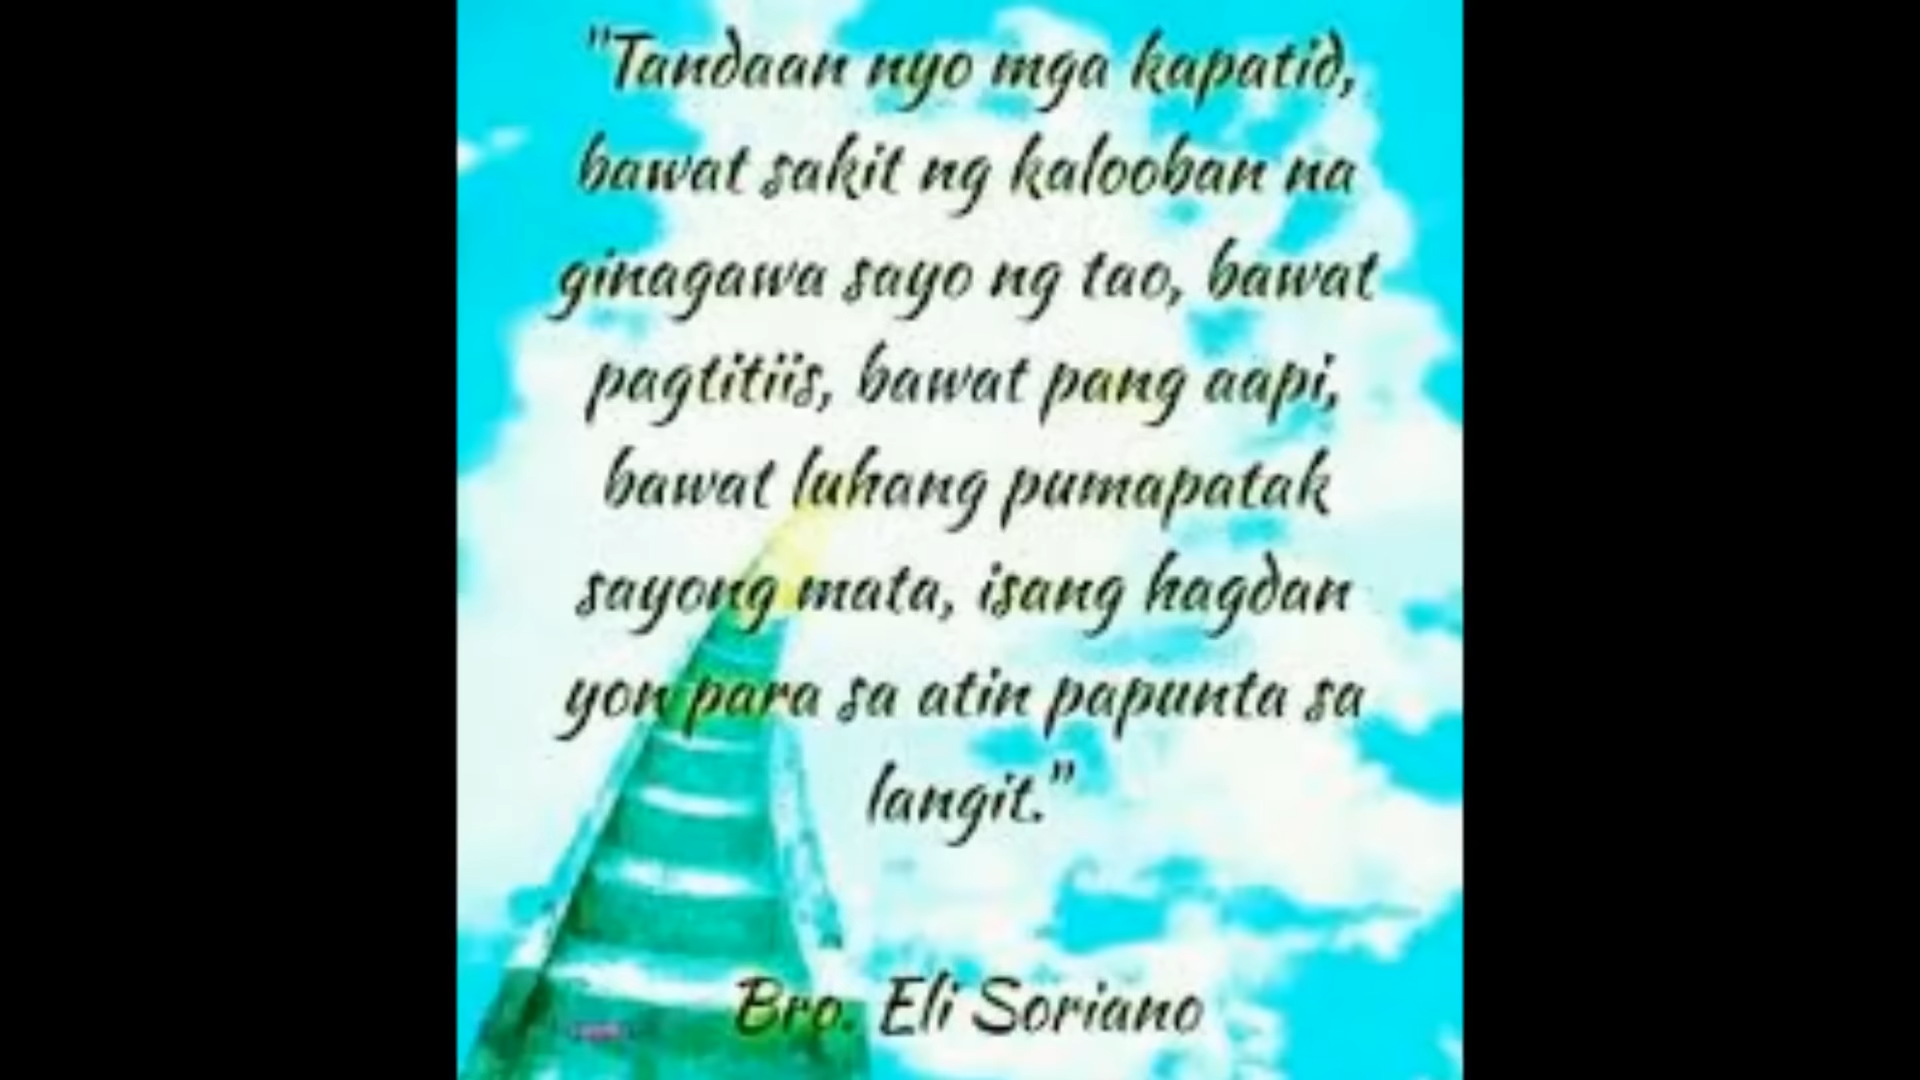 "Tandaan nyo mga kapatid,
bawat sakit ng kalooban na
ginagawa sayo ng tao, bawat
pagtitiis, bawat pang aapi,
bawat luhang pumapatak
sayong mata, isang hagdan
yon para sa atin papunta sa
langit."
Bro. Eli Soriano